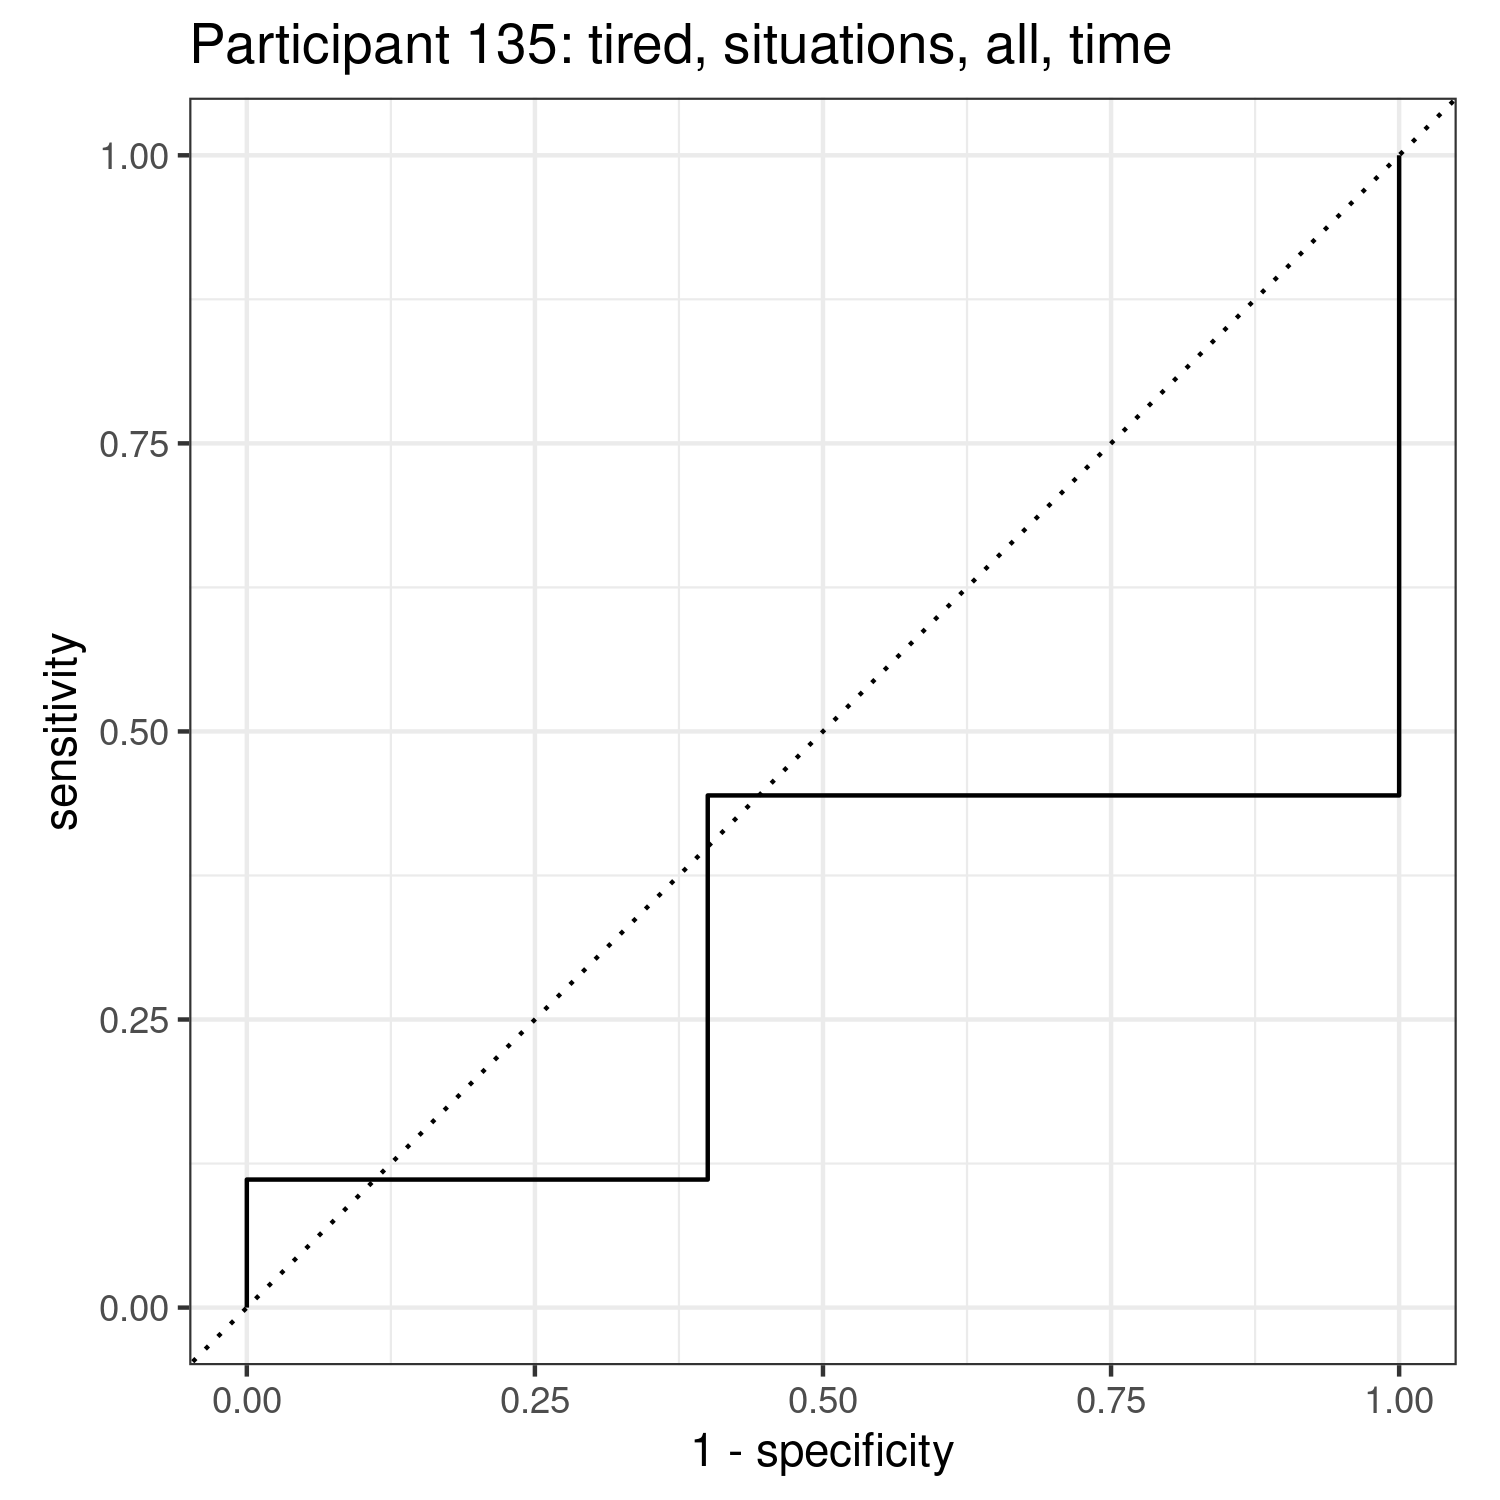 Participant 135: tired, situations, all, time
1.00
0.75
0.50
0.25
0.00
sensitivity
0.00 0.25 0.50 0.75 1.00
1 - specificity